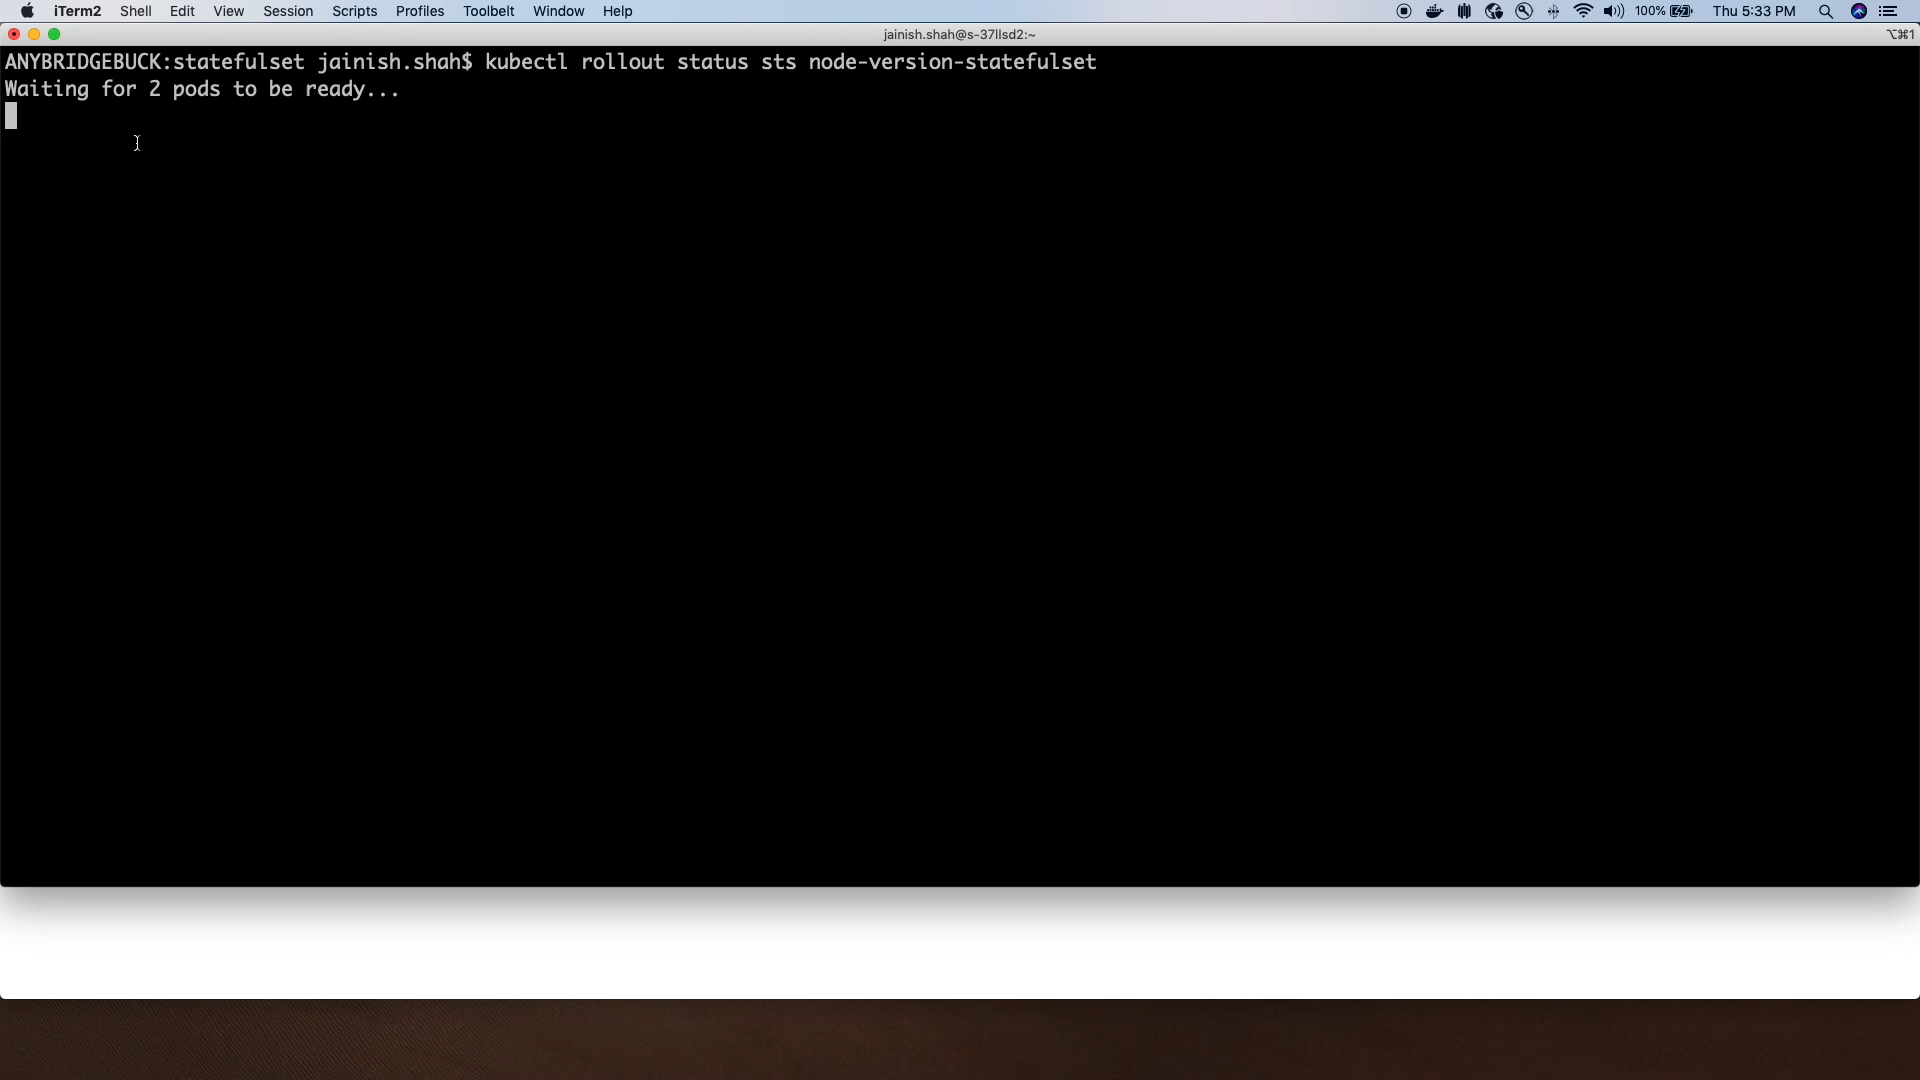 iTerm2 Shell Edit View Session Scripts Profiles Toolbelt Window Help 100% Thu 5:33 PM
jainish.shah@s-37llsd2:~ ⌥⌘1
ANYBRIDGEBUCK:statefulset jainish.shah$ kubectl rollout status sts node-version-statefulset
Waiting for 2 pods to be ready...